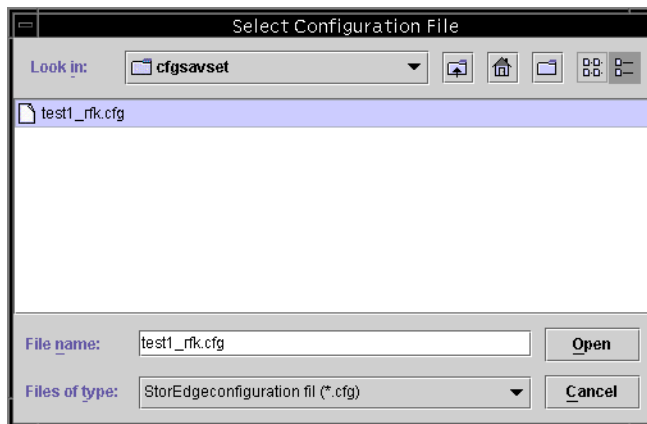 Select Configuration File
Look in: cfgsavset
test1_rfk.cfg
File name: test1_rfk.cfg Open
Files of type: StorEdgeconfiguration fil (*.cfg) Cancel